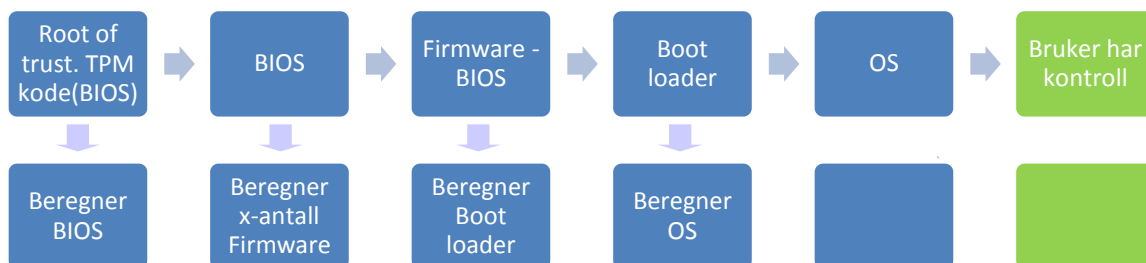 Root of
trust. TPM
kode(BIOS)
BIOS
Firmware -
BIOS
Boot
loader
OS
Bruker har
kontroll
Beregner
BIOS
Beregner
x-antall
Firmware
Beregner
Boot
loader
Beregner
OS